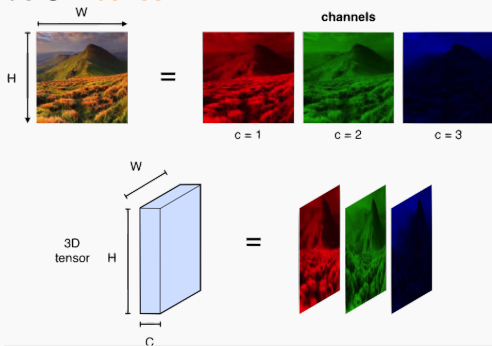 W
channels
H
=
c = 1
c = 2
c = 3
W
3D
tensor
H
=
C